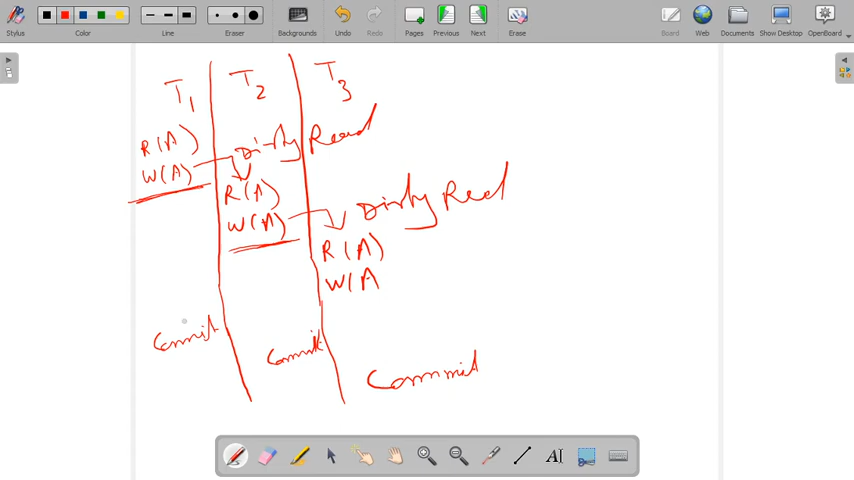 Stylus
Color
Line
Eraser
Backgrounds
Undo
Redo
Pages
Previous
Next
Erase
Board
Web
Documents
Show Desktop
OpenBoard
T1 T2 T3
R(A) Dirty Read
W(A)
R(A) Dirty Read
W(A)
R(A)
W(A
Commit Commit Commit
AI